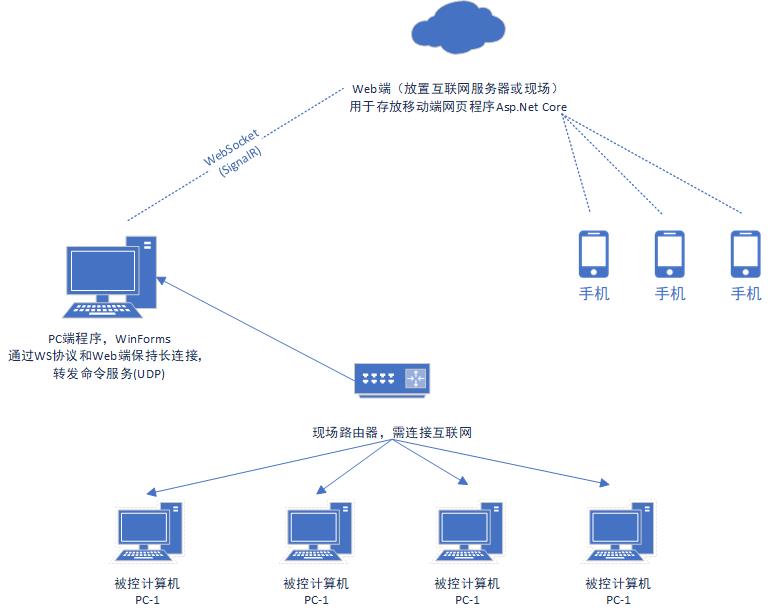 Web端（放置互联网服务器或现场）
用于存放移动端网页程序Asp.Net Core
WebSocket
(SignalR)
手机
手机
手机
PC端程序，WinForms
通过WS协议和Web端保持长连接，
转发命令服务(UDP)
现场路由器，需连接互联网
被控计算机
PC-1
被控计算机
PC-1
被控计算机
PC-1
被控计算机
PC-1